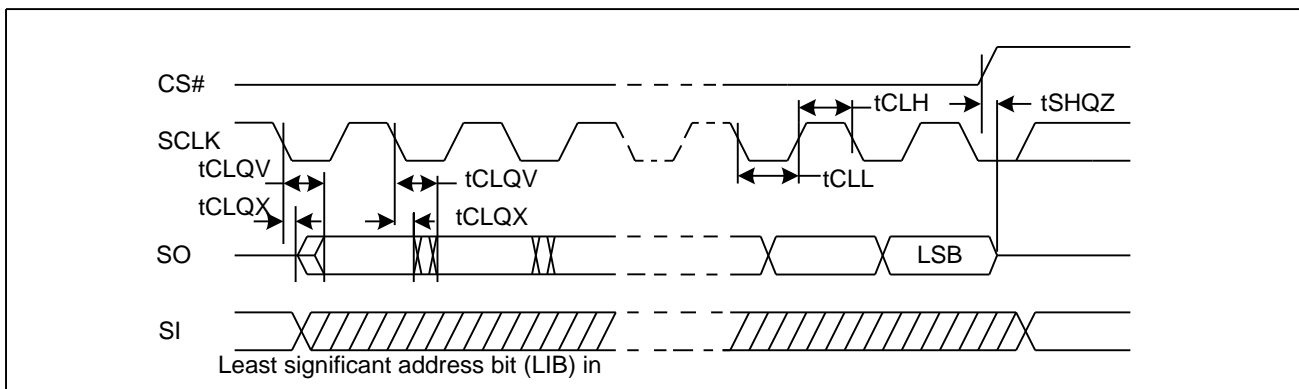 CS#
tCLH
tSHQZ
SCLK
tCLQV
tCLQV
tCLL
tCLQX
tCLQX
SO
LSB
SI
Least significant address bit (LIB) in